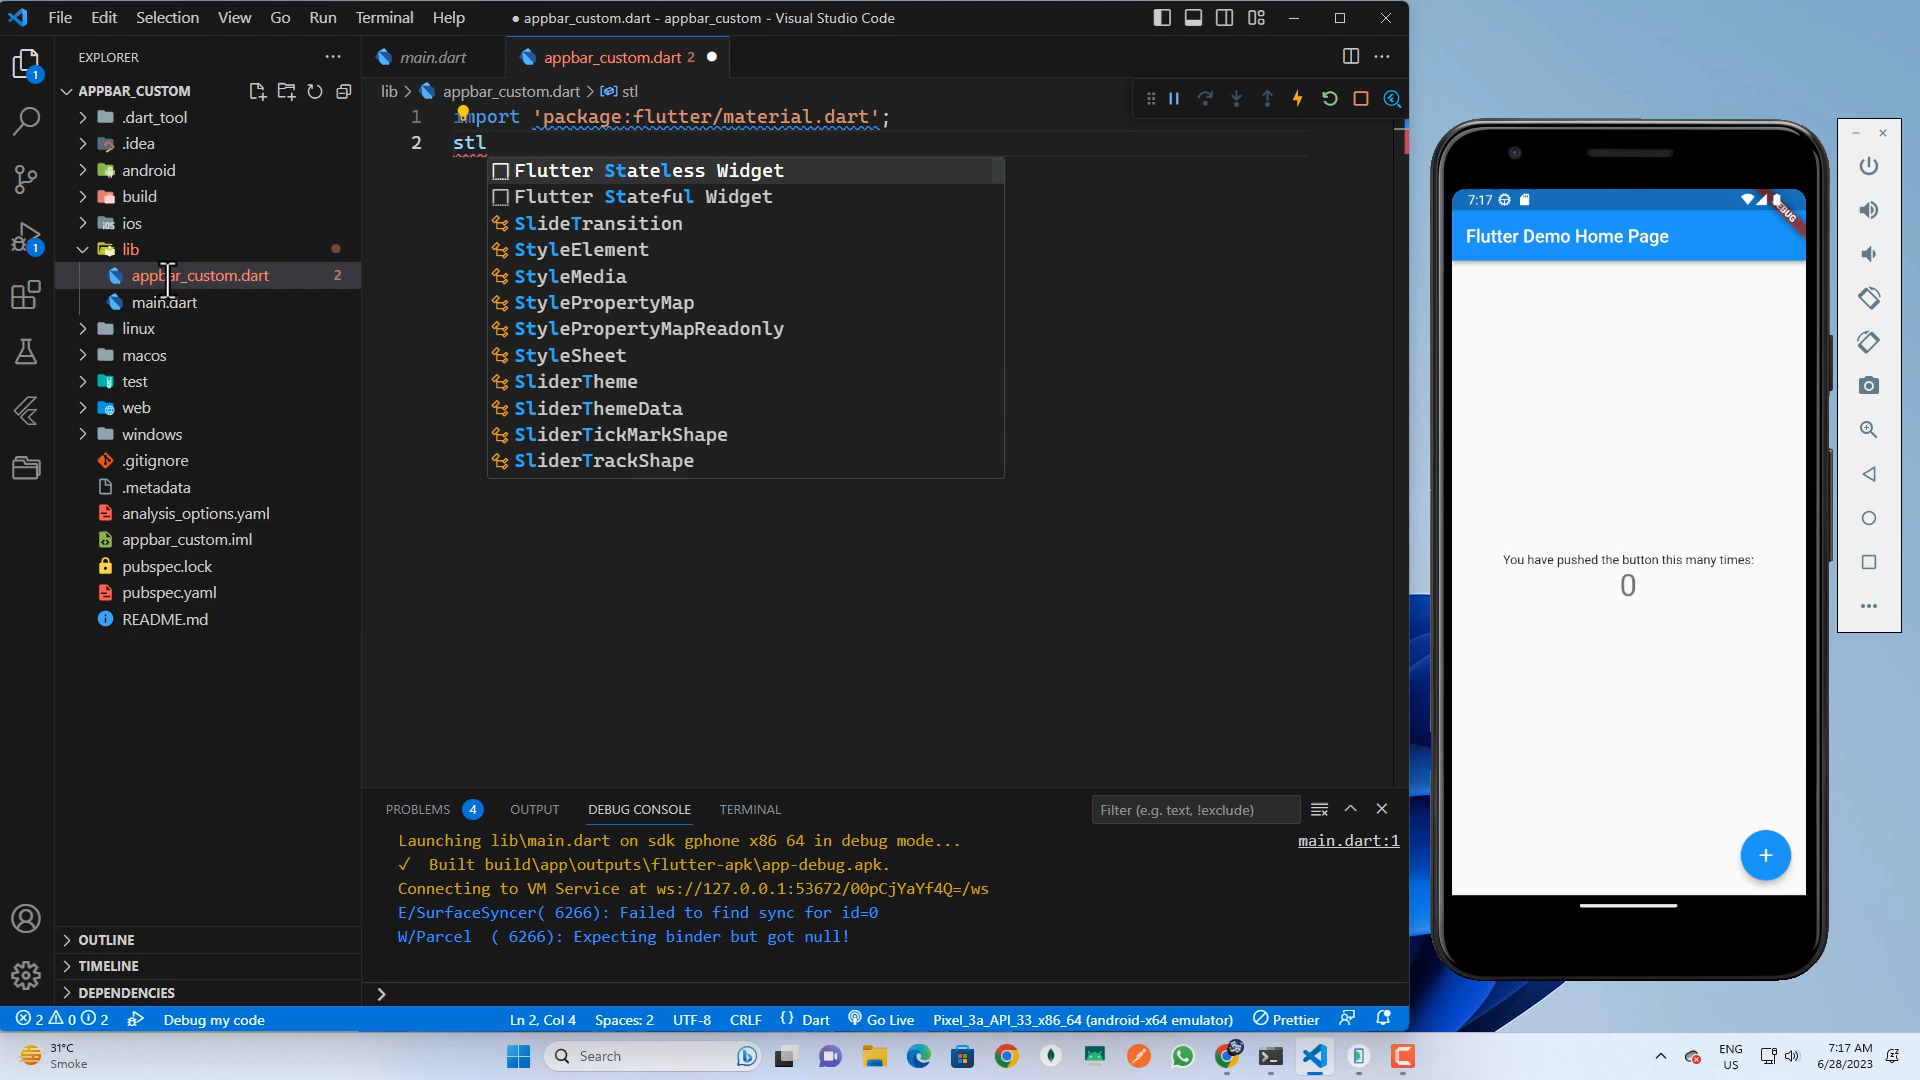 File Edit Selection View Go Run Terminal Help
● appbar_custom.dart - appbar_custom - Visual Studio Code
EXPLORER
main.dart
appbar_custom.dart 2
APPBAR_CUSTOM
lib > appbar_custom.dart > stl
.dart_tool
.idea
android
build
ios
lib
appbar_custom.dart 2
main.dart
linux
macos
test
web
windows
.gitignore
.metadata
analysis_options.yaml
appbar_custom.iml
pubspec.lock
pubspec.yaml
README.md
OUTLINE
TIMELINE
DEPENDENCIES
1
1
1 import 'package:flutter/material.dart';
2 stl
Flutter Stateless Widget
Flutter Stateful Widget
SlideTransition
StyleElement
StyleMedia
StylePropertyMap
StylePropertyMapReadonly
StyleSheet
SliderTheme
SliderThemeData
SliderTickMarkShape
SliderTrackShape
PROBLEMS 4 OUTPUT DEBUG CONSOLE TERMINAL
Filter (e.g. text, !exclude)
Launching lib\main.dart on sdk gphone x86 64 in debug mode...
main.dart:1
✓ Built build\app\outputs\flutter-apk\app-debug.apk.
Connecting to VM Service at ws://127.0.0.1:53672/00pCjYaYf4Q=/ws
E/SurfaceSyncer( 6266): Failed to find sync for id=0
W/Parcel  ( 6266): Expecting binder but got null!
2 0 2 Debug my code
Ln 2, Col 4 Spaces: 2 UTF-8 CRLF {} Dart Go Live Pixel_3a_API_33_x86_64 (android-x64 emulator) Prettier
7:17
DEBUG
Flutter Demo Home Page
You have pushed the button this many times:
0
+
31°C
Smoke
Search
ENG
US
7:17 AM
6/28/2023